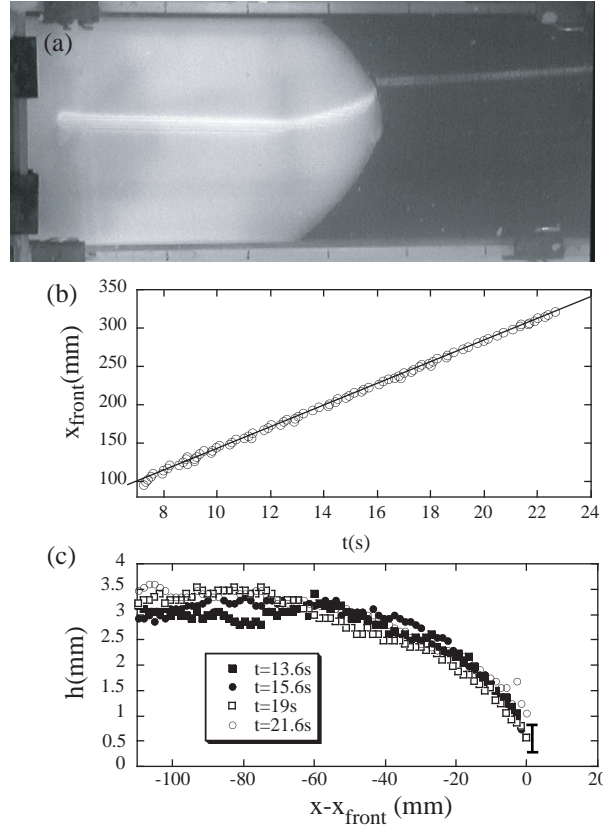 (a)
(b)
350
300
250
200
150
100
x_front(mm)
8 10 12 14 16 18 20 22 24
t(s)
(c)
4
3.5
3
2.5
2
1.5
1
0.5
0
h(mm)
t=13.6s
t=15.6s
t=19s
t=21.6s
-100 -80 -60 -40 -20 0 20
x-x_front (mm)